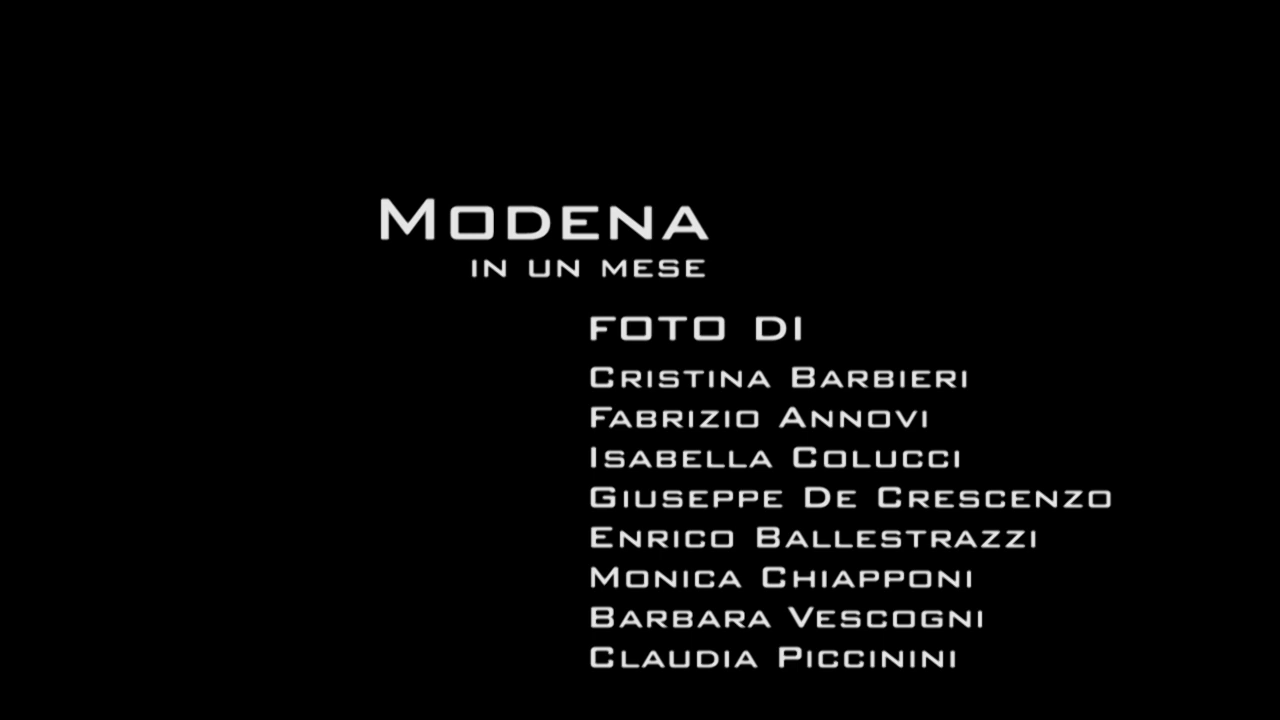 Modena
in un mese
foto di
Cristina Barbieri
Fabrizio Annovi
Isabella Colucci
Giuseppe De Crescenzo
Enrico Ballestrazzi
Monica Chiapponi
Barbara Vescogni
Claudia Piccinini